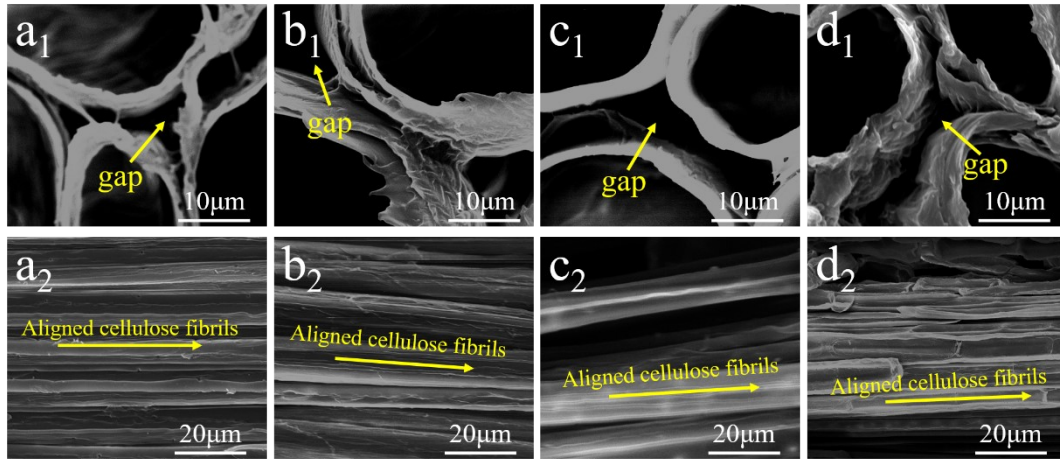 a1
gap
10μm
b1
gap
10μm
c1
gap
10μm
d1
gap
10μm
a2
Aligned cellulose fibrils
20μm
b2
Aligned cellulose fibrils
20μm
c2
Aligned cellulose fibrils
20μm
d2
Aligned cellulose fibrils
20μm